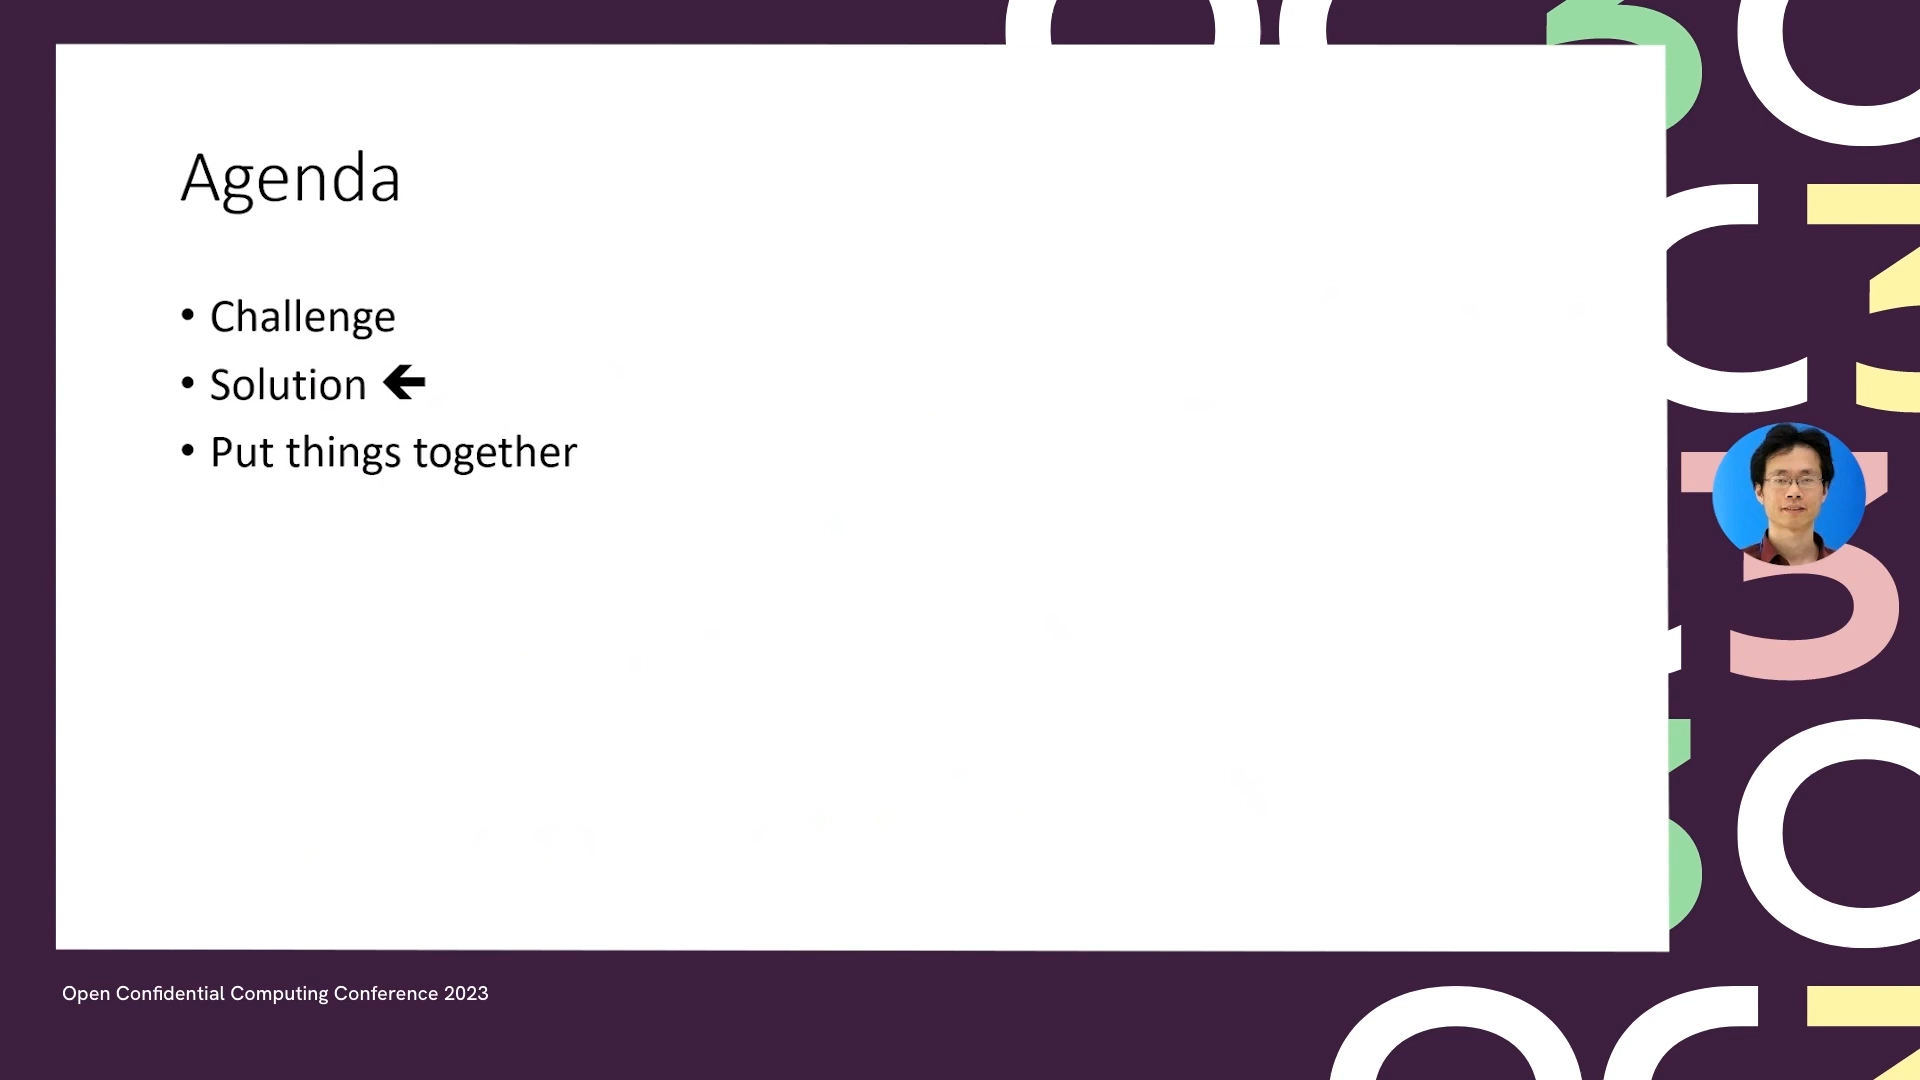 Agenda
• Challenge
• Solution 🡸
• Put things together
Open Confidential Computing Conference 2023